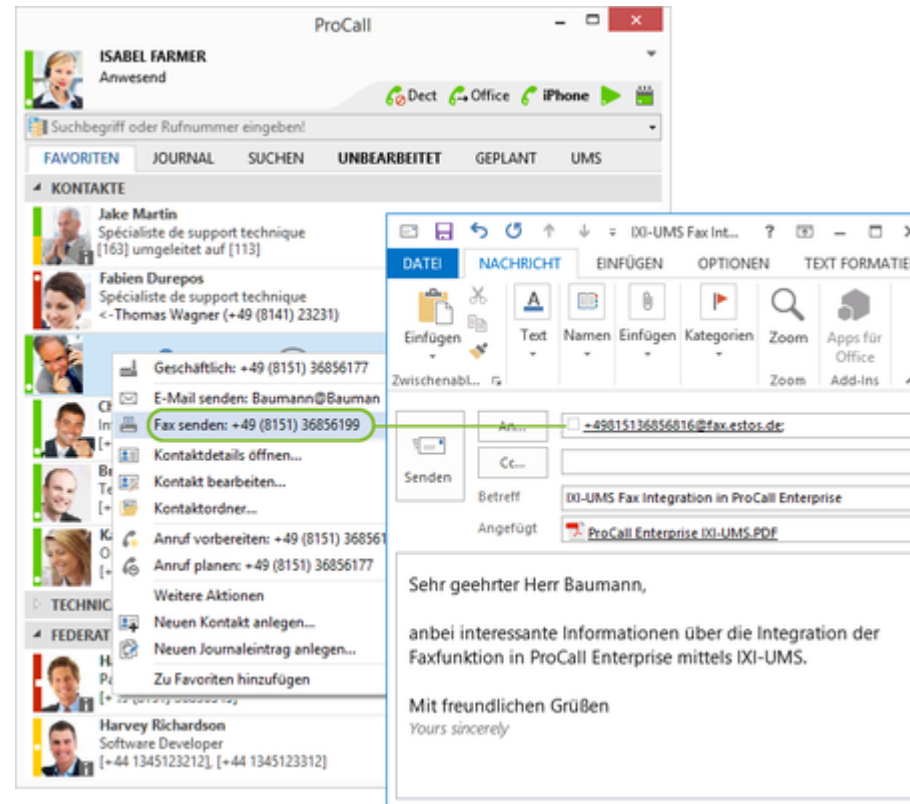 ProCall
ISABEL FARMER
Anwesend
Dect Office iPhone
Suchbegriff oder Rufnummer eingeben!
FAVORITEN JOURNAL SUCHEN UNBEARBEITET GEPLANT UMS
KONTAKTE
Jake Martin
Spécialiste de support technique
[163] umgeleitet auf [113]
Fabien Durepos
Spécialiste de support technique
<-Thomas Wagner (+49 (8141) 23231)
Geschäftlich: +49 (8151) 36856177
E-Mail senden: Baumann@Bauman
Fax senden: +49 (8151) 36856199
Kontaktdetails öffnen...
Kontakt bearbeiten...
Kontaktordner...
Anruf vorbereiten: +49 (8151) 368561
Anruf planen: +49 (8151) 36856177
Weitere Aktionen
Neuen Kontakt anlegen...
Neuen Journaleintrag anlegen...
Zu Favoriten hinzufügen
TECHNIC
FEDERAT
Harvey Richardson
Software Developer
[+44 1345123212], [+44 1345123312]
IXI-UMS Fax Int... ?
DATEI NACHRICHT EINFÜGEN OPTIONEN TEXT FORMATIE
Einfügen Text Namen Einfügen Kategorien Zoom Apps für
Office
Zwischenabl... Zoom Add-Ins
An... +49815136856816@fax.estos.de;
Cc...
Senden
Betreff IXI-UMS Fax Integration in ProCall Enterprise
Angefügt ProCall Enterprise IXI-UMS.PDF
Sehr geehrter Herr Baumann,
anbei interessante Informationen über die Integration der
Faxfunktion in ProCall Enterprise mittels IXI-UMS.
Mit freundlichen Grüßen
Yours sincerely